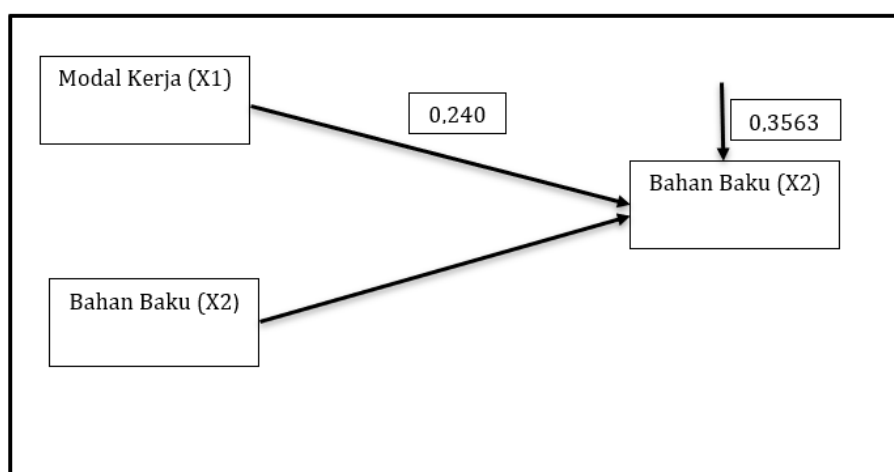 Modal Kerja (X1)
0,240
0,3563
Bahan Baku (X2)
Bahan Baku (X2)